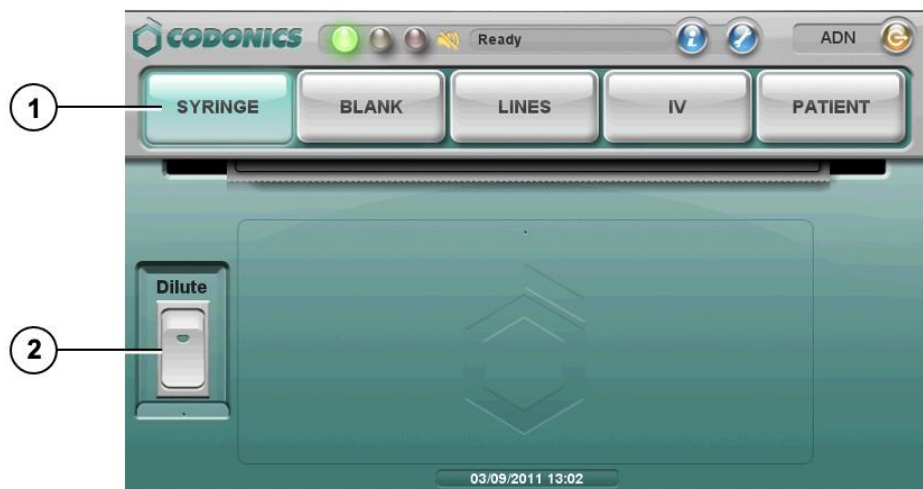 CODONICS Ready ADN
1 SYRINGE BLANK LINES IV PATIENT
Dilute
2
03/09/2011 13:02